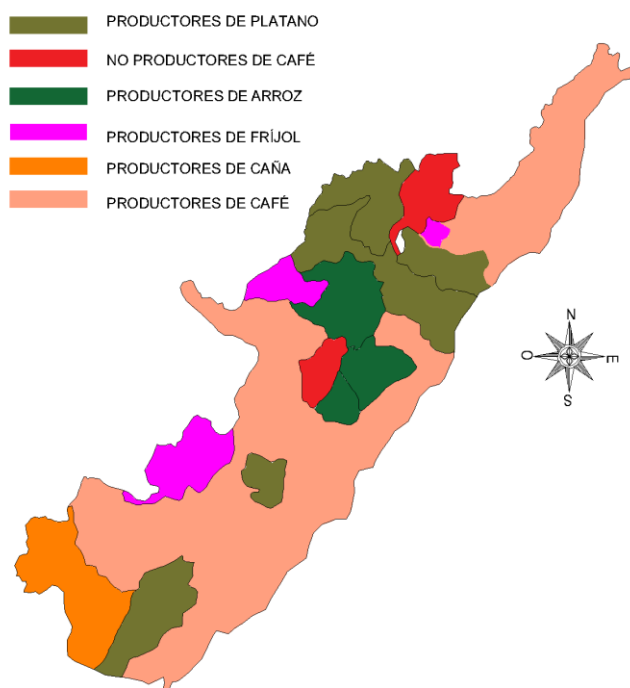 PRODUCTORES DE PLATANO
NO PRODUCTORES DE CAFÉ
PRODUCTORES DE ARROZ
PRODUCTORES DE FRÍJOL
PRODUCTORES DE CAÑA
PRODUCTORES DE CAFÉ
N
O
E
S